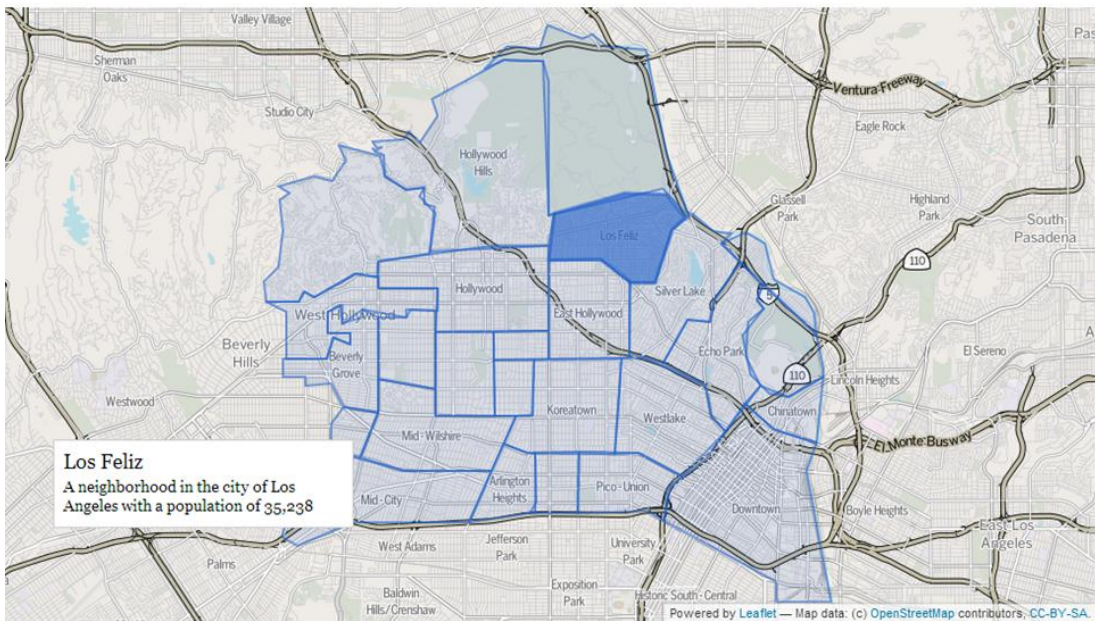 Valley Village
Sherman
Oaks
Studio City
Ventura Freeway
Pas
Eagle Rock
Hollywood
Hills
Glassell
Park
Highland
Park
South
Pasadena
Los Feliz
110
Hollywood
Silver Lake
5
West Hollywood
East Hollywood
Beverly
Hills
Beverly
Grove
Echo Park
El Sereno
A
110
Lincoln Heights
Westwood
Koreatown
Westlake
Chinatown
Mid-Wilshire
El Monte Busway
Los Feliz
A neighborhood in the city of Los
Angeles with a population of 35,238
Arlington
Heights
Pico-Union
Mid-City
Downtown
Boyle Heights
East Los
Angeles
West Adams
Jefferson
Park
University
Park
Palms
Exposition
Park
Baldwin
Hills/Crenshaw
Historic South-Central
Powered by Leaflet — Map data: (c) OpenStreetMap contributors, CC-BY-SA.